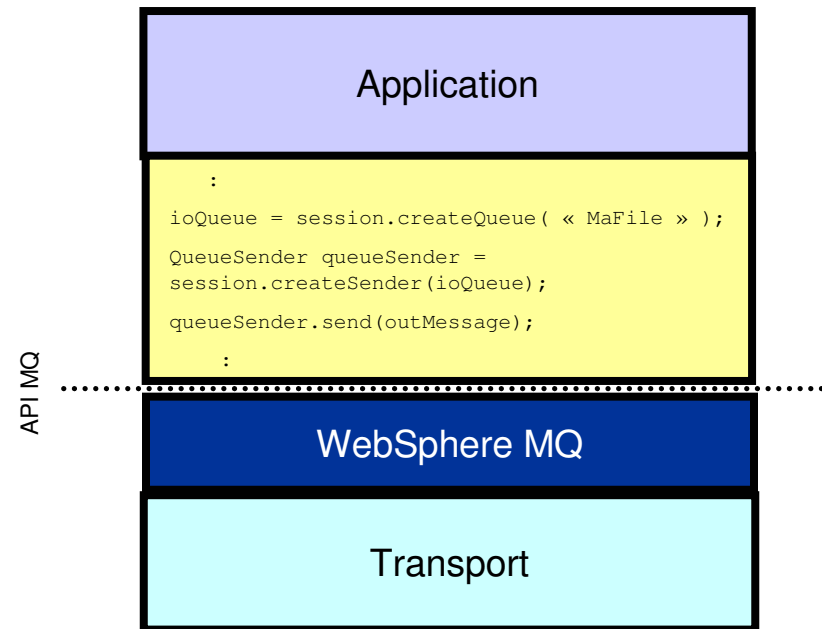 Application
:
ioQueue = session.createQueue( « MaFile » );
QueueSender queueSender =
session.createSender(ioQueue);
queueSender.send(outMessage);
:
API MQ
WebSphere MQ
Transport